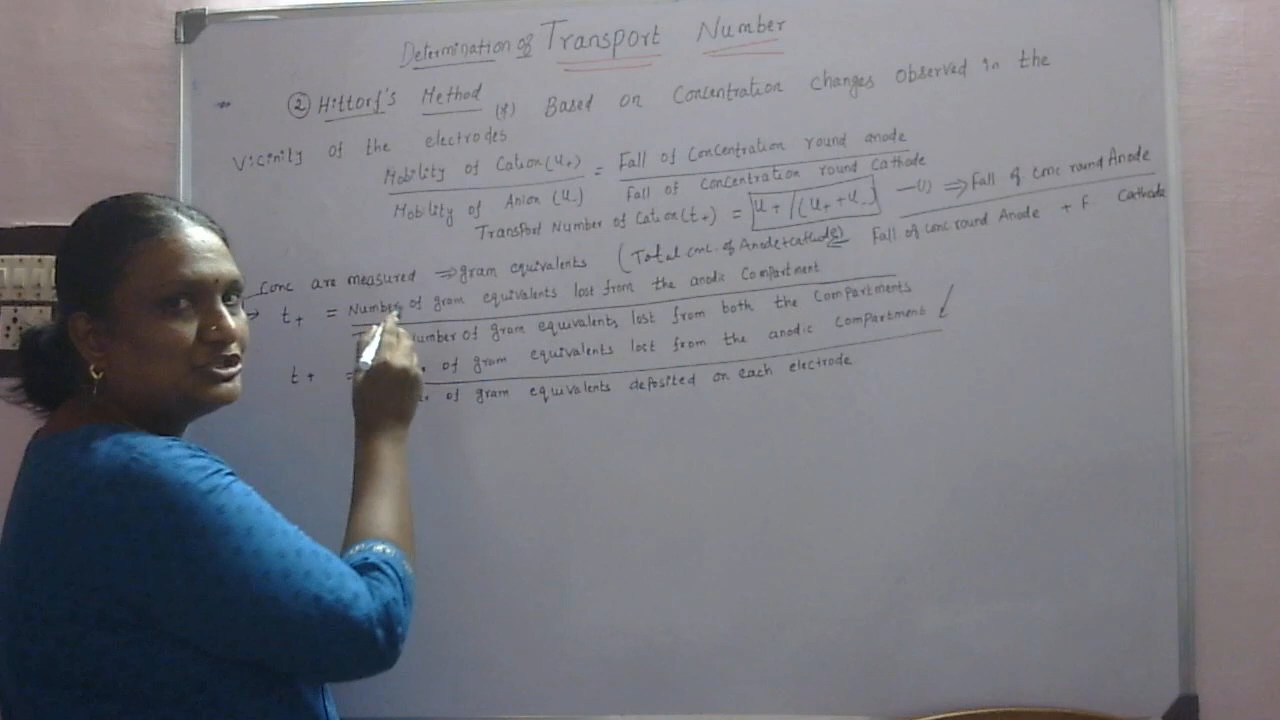 Determination of Transport Number
② Hittorf's Method (i) Based on Concentration changes observed in the
Vicinity of the electrodes
Mobility of Cation (U+) = Fall of Concentration round anode
Mobility of Anion (U-) Fall of concentration round Cathode
Transport Number of Cation (t+) = U+/(U+ + U-) —(1) ⇒ Fall of conc round Anode
(Total conc. of Anode+cathode) Fall of conc round Anode + F Cathode
Conc are measured ⇒ gram equivalents
→ t+ = Number of gram equivalents lost from the anodic Compartment
number of gram equivalents lost from both the Compartments
t+ = of gram equivalents lost from the anodic compartment ✓
of gram equivalents deposited on each electrode